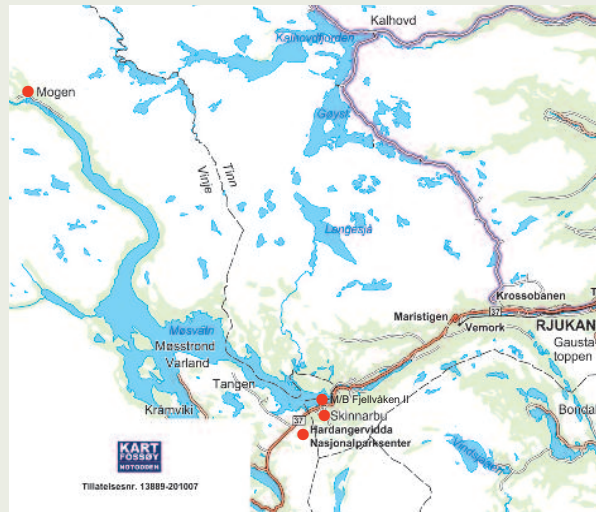 Kalhovd
Kalhovdfjorden
Mogen
Gøyst
Tinn
Vinje
Langesjå
Krossobanen
Maristigen
37
Vemork
RJUKAN
Møsvatn
Møsstrond
Varland
Gausta
toppen
Tangen
M/B Fjellvåken II
Kråmviki
Skinnarbu
37
Hardangervidda
Nasjonalparksenter
KART
FOSSØY
NOTODDEN
Tillatelsesnr. 13889-201007